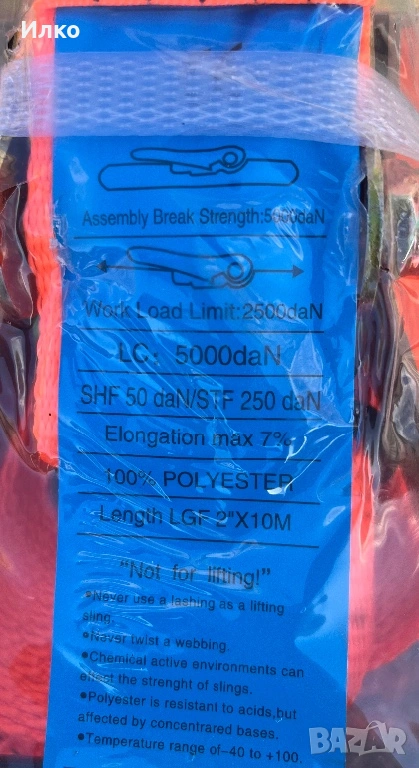 Илко
Assembly Break Strength:5000daN
Work Load Limit:2500daN
LC: 5000daN
SHF 50 daN/STF 250 daN
Elongation max 7%
100% POLYESTER
Length LGF 2"X10M
"Not for lifting!"
•Never use a lashing as a lifting
sling.
•Never twist a webbing.
•Chemical active environments can
effect the strenght of slings.
•Polyester is resistant to acids,but
affected by concentrared bases.
•Temperature range of-40 to +100.
BAZAR